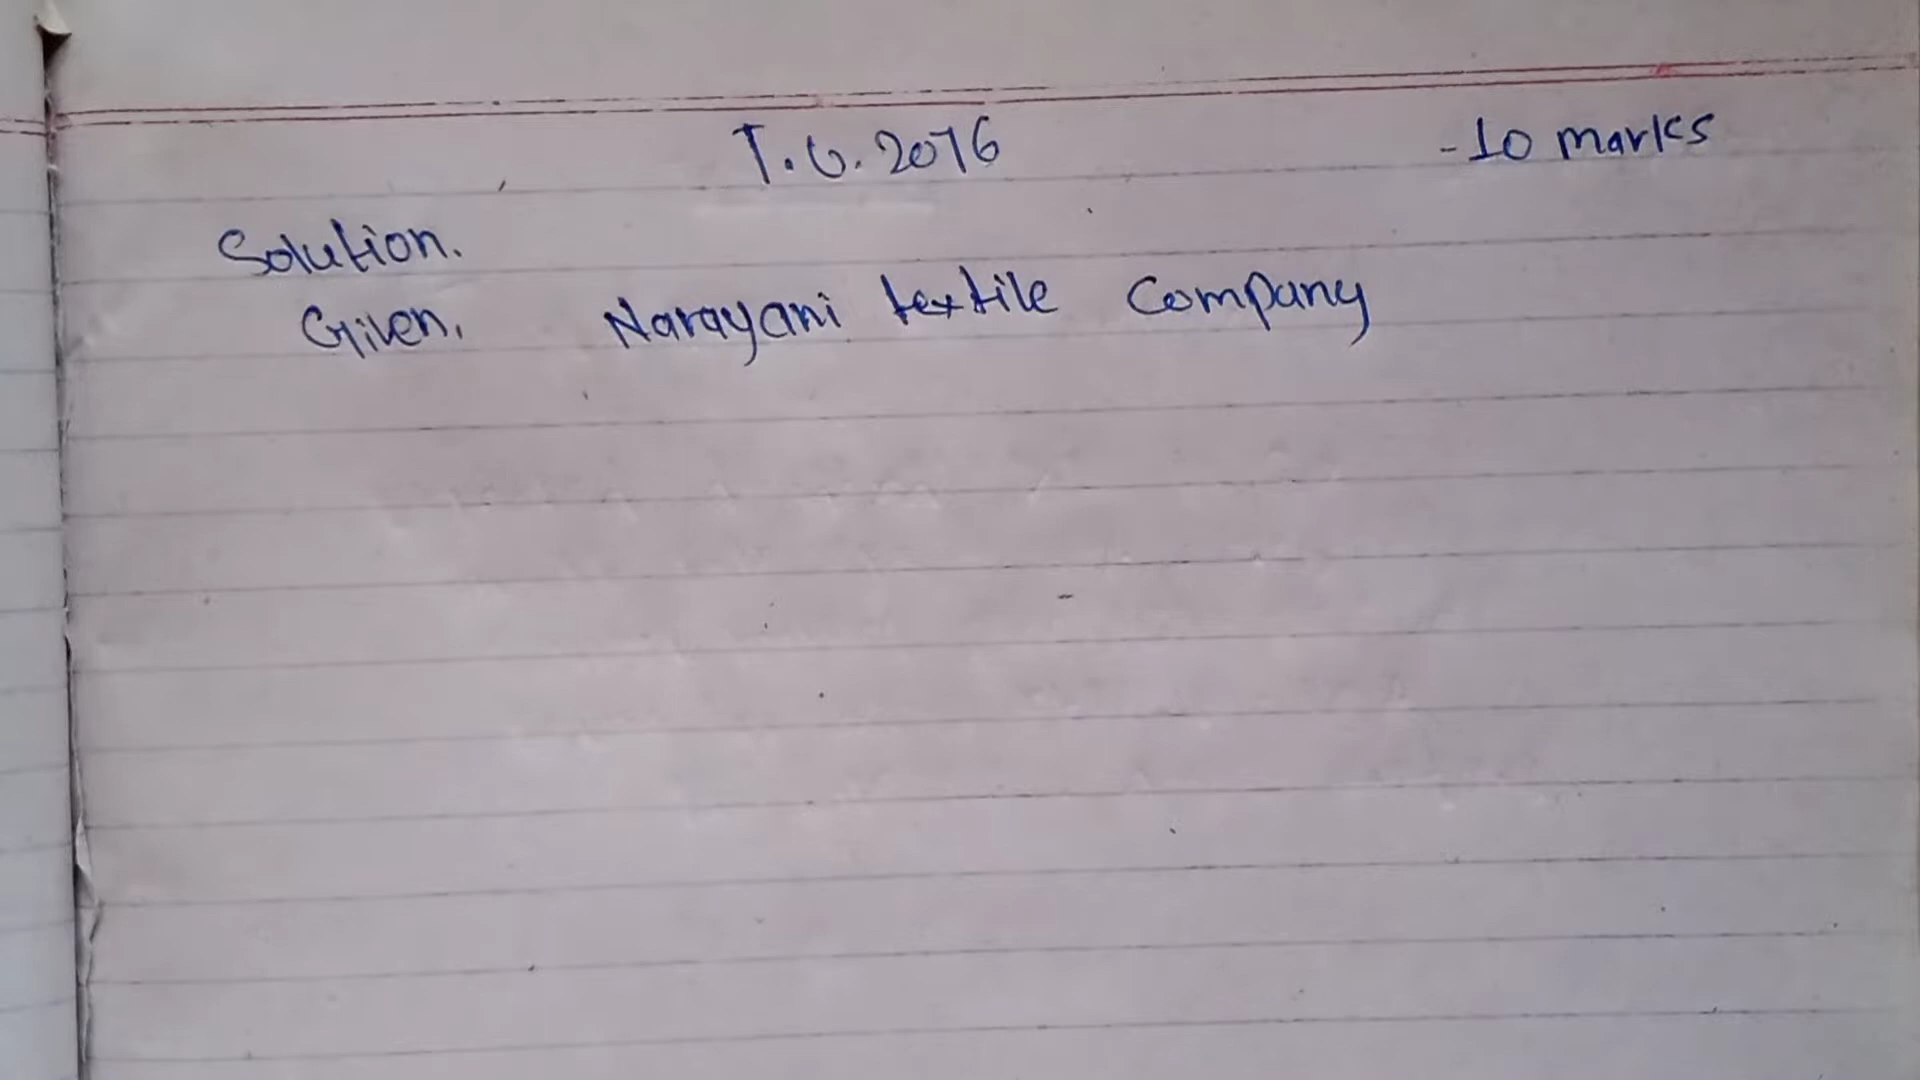 T.U. 2076 - 10 marks
Solution.
Given, Narayani textile Company